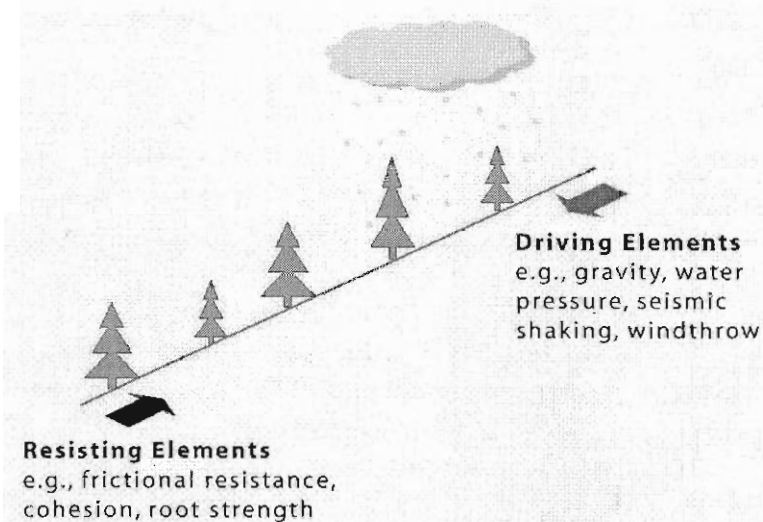 Driving Elements
e.g., gravity, water
pressure, seismic
shaking, windthrow
Resisting Elements
e.g., frictional resistance,
cohesion, root strength